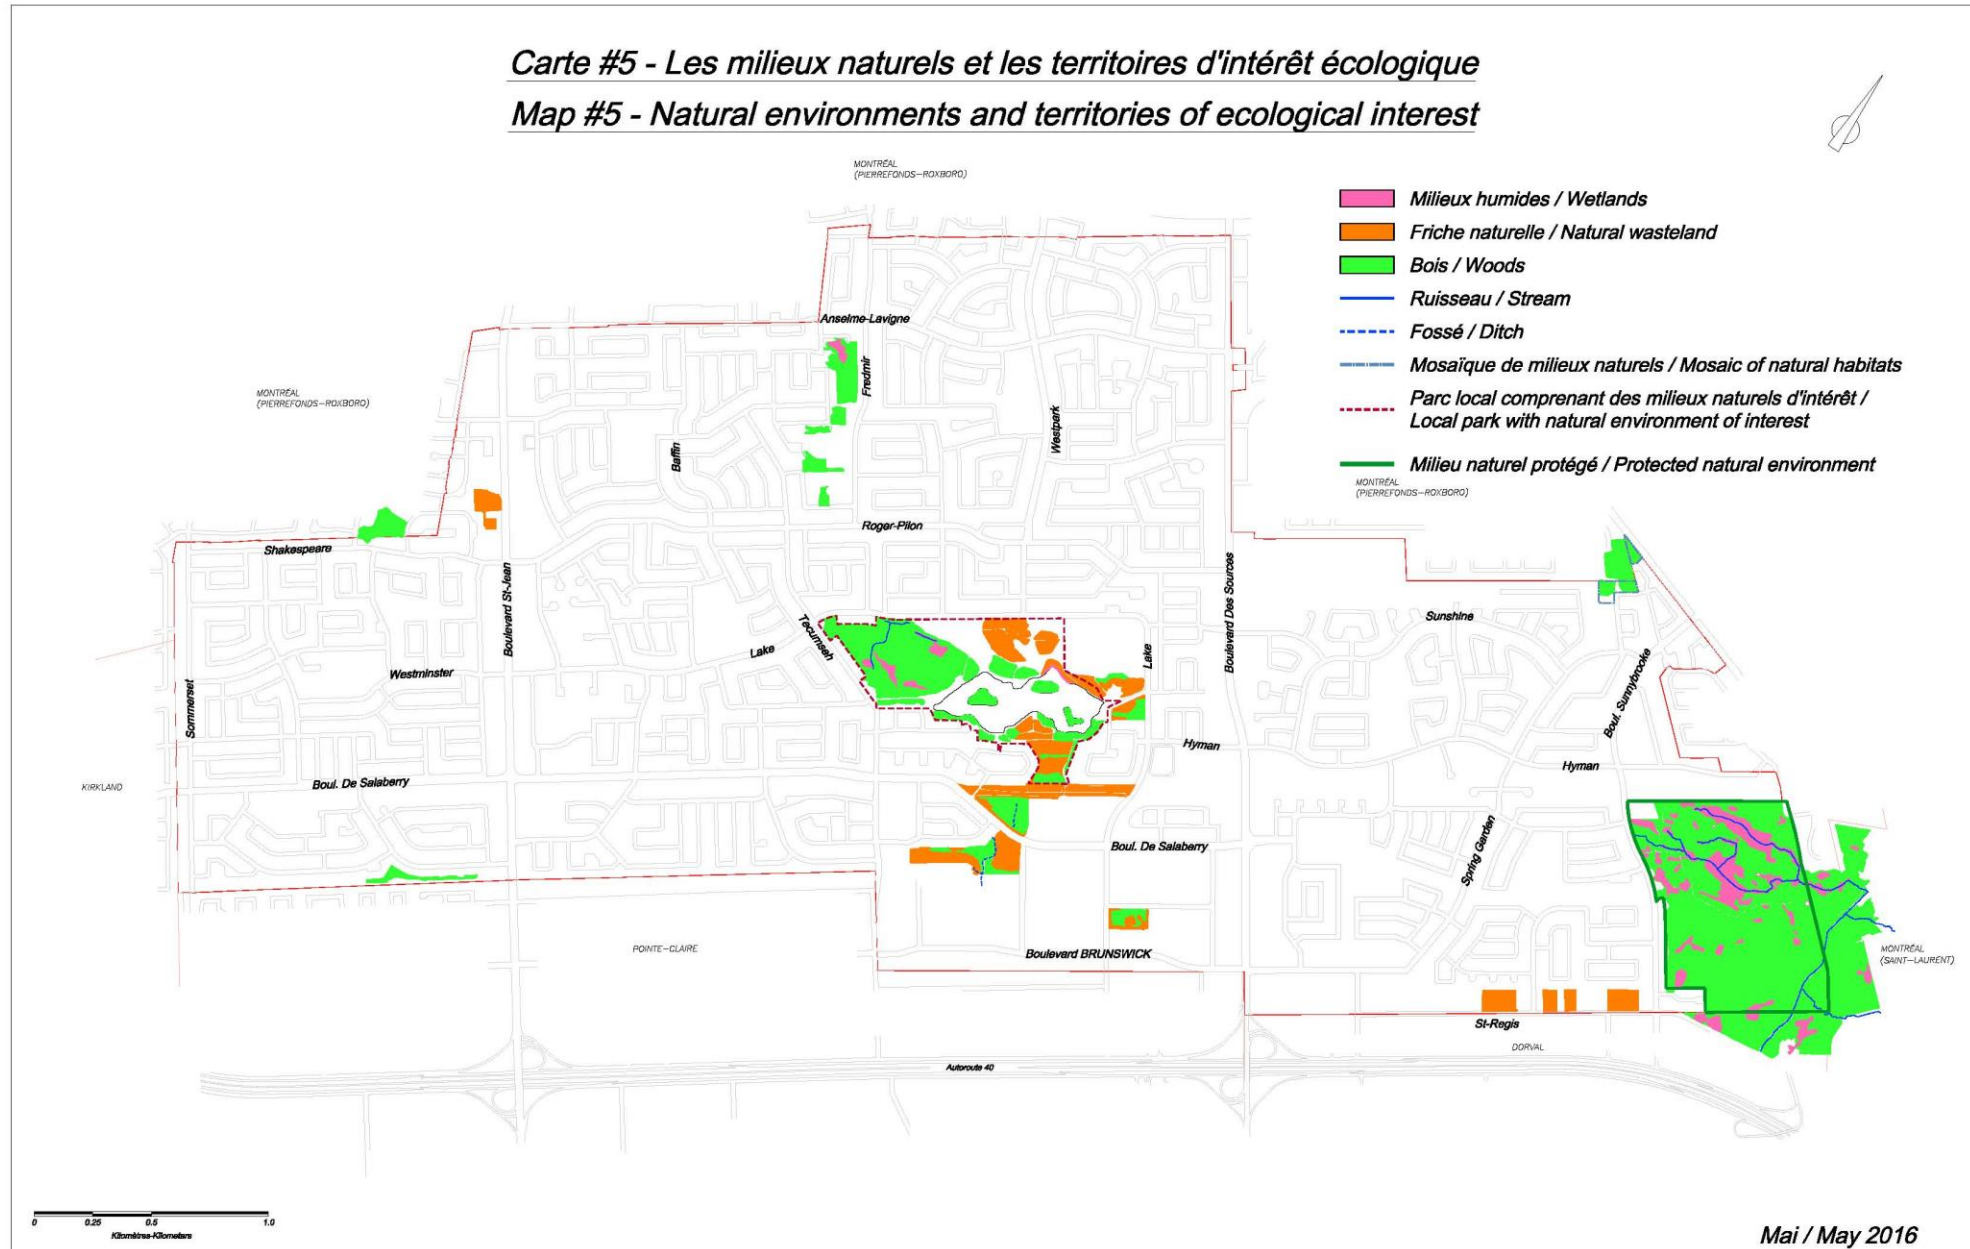 Carte #5 - Les milieux naturels et les territoires d'intérêt écologique
Map #5 - Natural environments and territories of ecological interest
MONTRÉAL
(PIERREFONDS-ROXBORO)
Milieux humides / Wetlands
Friche naturelle / Natural wasteland
Bois / Woods
Ruisseau / Stream
Fossé / Ditch
Mosaïque de milieux naturels / Mosaic of natural habitats
Parc local comprenant des milieux naturels d'intérêt /
Local park with natural environment of interest
Milieu naturel protégé / Protected natural environment
MONTRÉAL
(PIERREFONDS-ROXBORO)
Anselme-Lavigne
Fredmir
MONTRÉAL
(PIERREFONDS-ROXBORO)
Westpark
Baffin
Roger-Pilon
Shakespeare
Boulevard St-Jean
Boulevard Des Sources
Sunshine
Tecumseh
Lake
Lake
Westminster
Sommerset
Boul. Sunnybrooke
Hyman
Hyman
KIRKLAND
Boul. De Salaberry
Boul. De Salaberry
Spring Garden
POINTE-CLAIRE
Boulevard BRUNSWICK
MONTRÉAL
(SAINT-LAURENT)
St-Regis
DORVAL
Autoroute 40
0 0.25 0.5 1.0
Kilomètres-Kilometers
Mai / May 2016